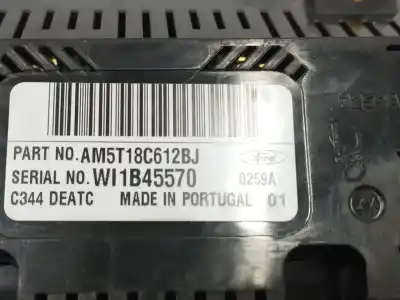 PART NO. AM5T18C612BJ
Ford
SERIAL NO. WI1B45570 0259A
C344 DEATC MADE IN PORTUGAL 01